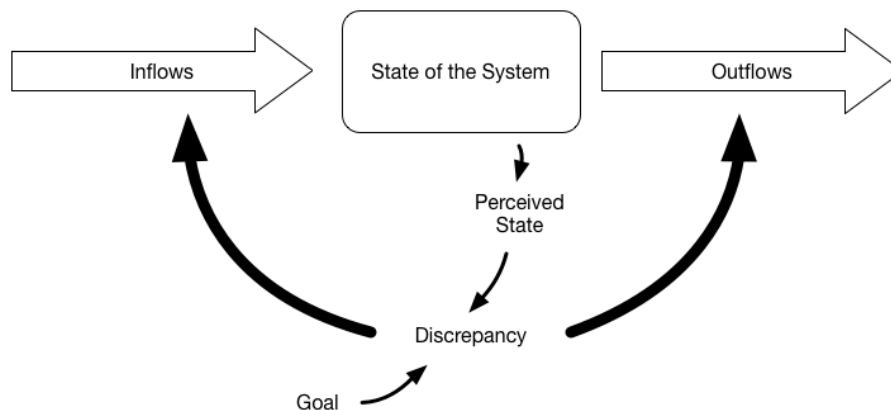 Inflows
State of the System
Outflows
Perceived
State
Discrepancy
Goal